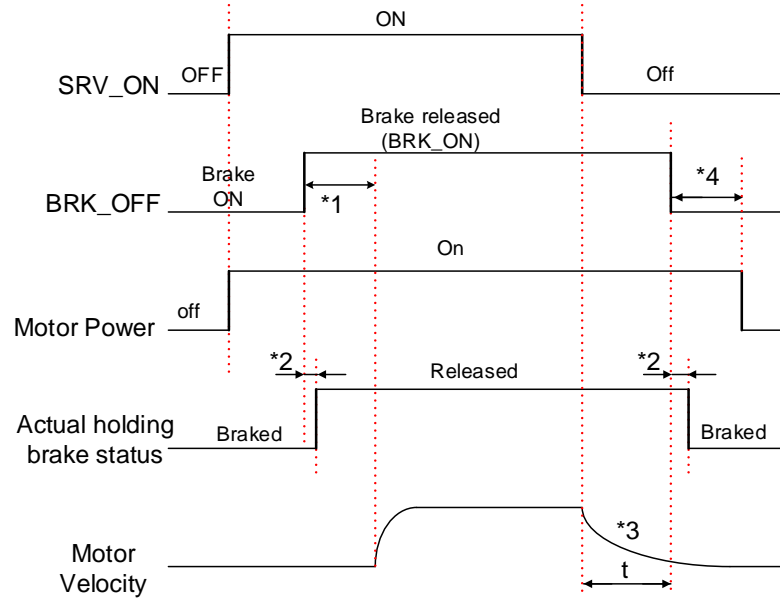 ON
SRV_ON
OFF
Off
Brake released
(BRK_ON)
Brake
ON
BRK_OFF
*1
*4
On
off
Motor Power
*2
Released
*2
Actual holding
brake status
Braked
Braked
*3
Motor
Velocity
t